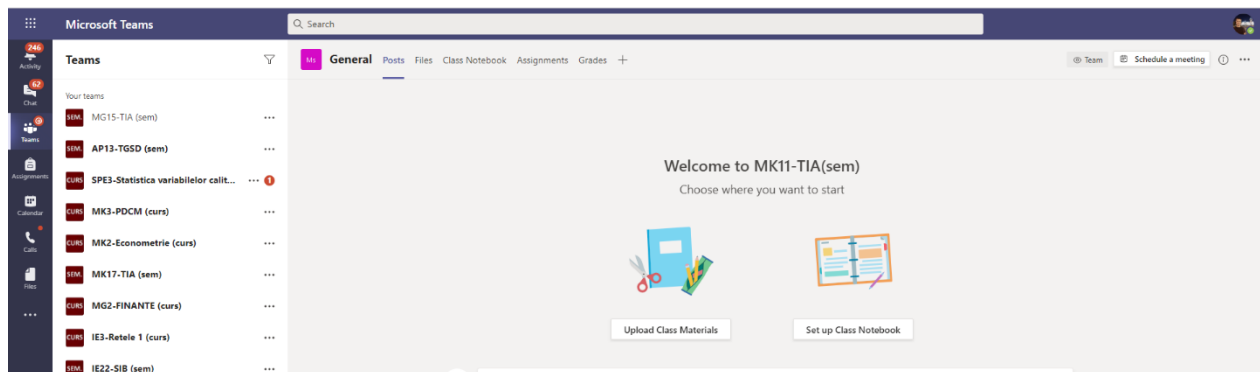 Microsoft Teams
Search
246
Activity
62
Chat
Teams
Assignments
Calendar
Calls
Files
Teams
Your teams
SEM. MG15-TIA (sem)
SEM. AP13-TGSD (sem)
CURS SPE3-Statistica variabilelor calit... 1
CURS MK3-PDCM (curs)
CURS MK2-Econometrie (curs)
SEM. MK17-TIA (sem)
CURS MG2-FINANTE (curs)
CURS IE3-Retele 1 (curs)
SEM. IE22-SIB (sem)
Ms General Posts Files Class Notebook Assignments Grades
Team Schedule a meeting
Welcome to MK11-TIA(sem)
Choose where you want to start
Upload Class Materials Set up Class Notebook